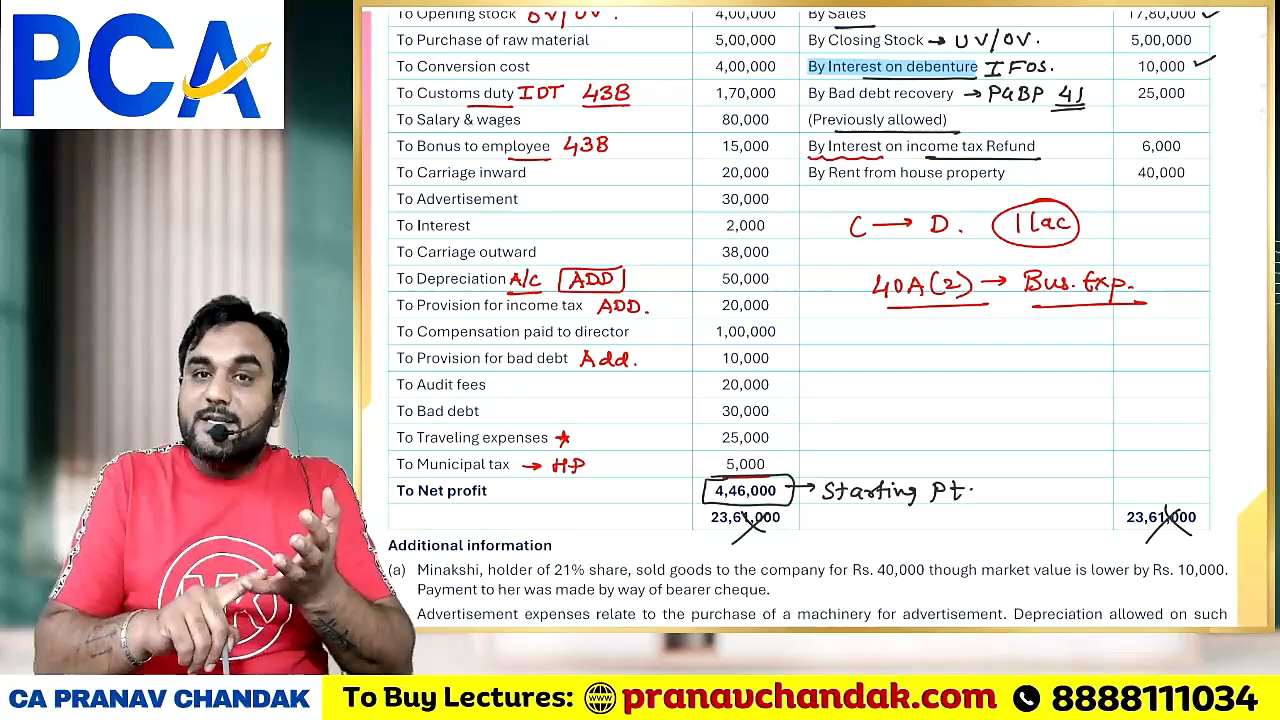 PCA
To Opening stock OV/UV. 4,00,000 By Sales 17,80,000
To Purchase of raw material 5,00,000 By Closing Stock → UV/OV. 5,00,000
To Conversion cost 4,00,000 By Interest on debenture IFOS. 10,000
To Customs duty IDT 43B 1,70,000 By Bad debt recovery → PGBP 41 25,000
To Salary & wages 80,000 (Previously allowed)
To Bonus to employee 43B 15,000 By Interest on income tax Refund 6,000
To Carriage inward 20,000 By Rent from house property 40,000
To Advertisement 30,000
To Interest 2,000 C → D. 1 lac
To Carriage outward 38,000
To Depreciation A/C ADD 50,000 40A(2) → Bus. Exp.
To Provision for income tax ADD. 20,000
To Compensation paid to director 1,00,000
To Provision for bad debt Add. 10,000
To Audit fees 20,000
To Bad debt 30,000
To Traveling expenses 25,000
To Municipal tax → HP 5,000
To Net profit 4,46,000 → Starting Pt.
23,61,000 23,61,000
Additional information
(a) Minakshi, holder of 21% share, sold goods to the company for Rs. 40,000 though market value is lower by Rs. 10,000.
Payment to her was made by way of bearer cheque.
Advertisement expenses relate to the purchase of a machinery for advertisement. Depreciation allowed on such
CA PRANAV CHANDAK To Buy Lectures: pranavchandak.com 8888111034